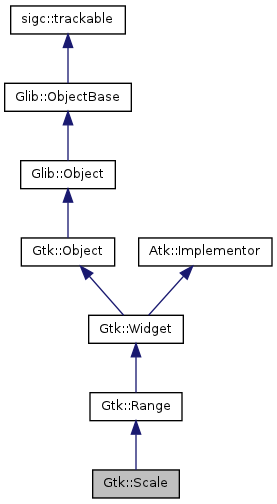 sigc::trackable
Glib::ObjectBase
Glib::Object
Gtk::Object
Atk::Implementor
Gtk::Widget
Gtk::Range
Gtk::Scale